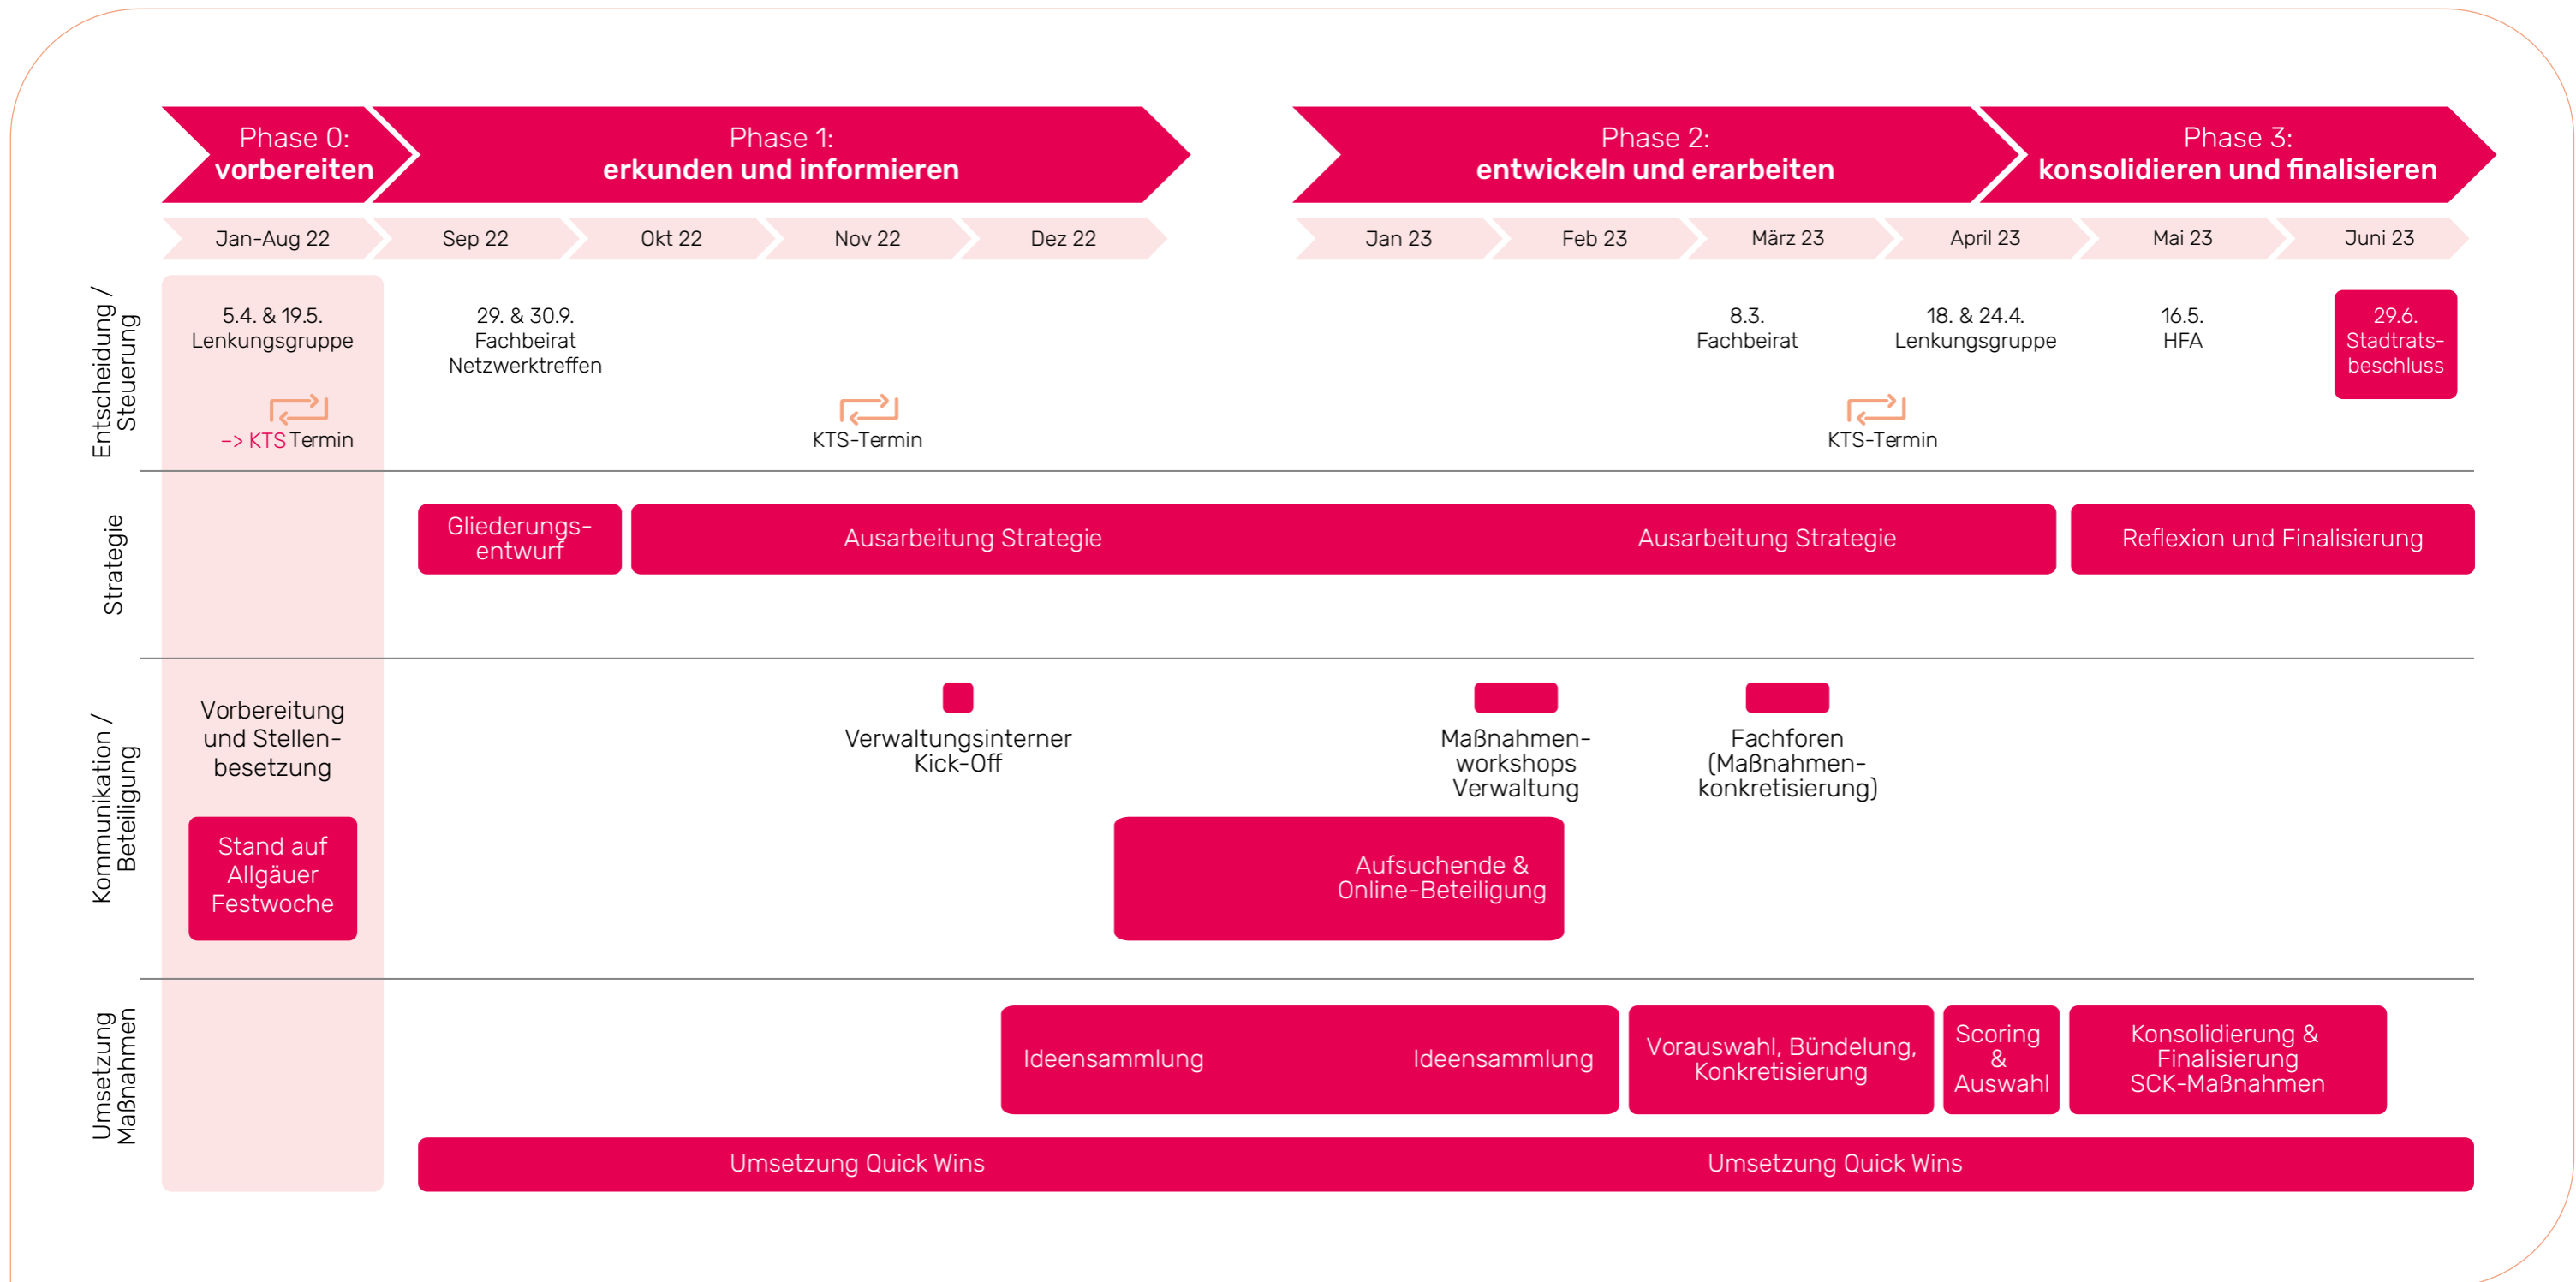 Phase 0:
vorbereiten
Phase 1:
erkunden und informieren
Phase 2:
entwickeln und erarbeiten
Phase 3:
konsolidieren und finalisieren
Jan-Aug 22
Sep 22
Okt 22
Nov 22
Dez 22
Jan 23
Feb 23
März 23
April 23
Mai 23
Juni 23
Entscheidung /
Steuerung
5.4. & 19.5.
Lenkungsgruppe
29. & 30.9.
Fachbeirat
Netzwerktreffen
8.3.
Fachbeirat
18. & 24.4.
Lenkungsgruppe
16.5.
HFA
29.6.
Stadtrats-
beschluss
–> KTS Termin
KTS-Termin
KTS-Termin
Strategie
Gliederungs-
entwurf
Ausarbeitung Strategie
Ausarbeitung Strategie
Reflexion und Finalisierung
Kommunikation /
Beteiligung
Vorbereitung
und Stellen-
besetzung
Verwaltungsinterner
Kick-Off
Maßnahmen-
workshops
Verwaltung
Fachforen
(Maßnahmen-
konkretisierung)
Stand auf
Allgäuer
Festwoche
Aufsuchende &
Online-Beteiligung
Umsetzung
Maßnahmen
Ideensammlung
Ideensammlung
Vorauswahl, Bündelung,
Konkretisierung
Scoring
&
Auswahl
Konsolidierung &
Finalisierung
SCK-Maßnahmen
Umsetzung Quick Wins
Umsetzung Quick Wins